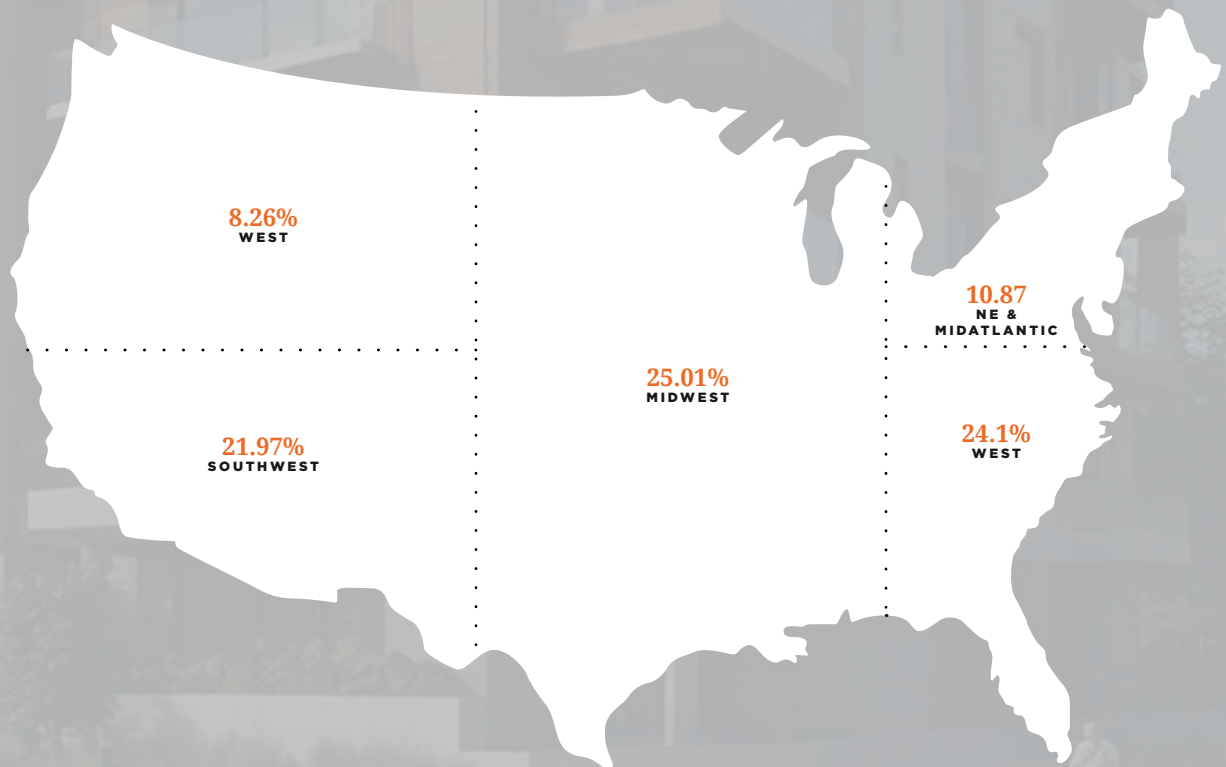 8.26%
WEST
10.87
NE &
MIDATLANTIC
25.01%
MIDWEST
24.1%
WEST
21.97%
SOUTHWEST